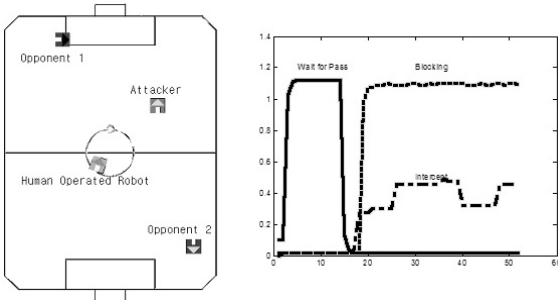 Opponent 1
Attacker
Human Operated Robot
Opponent 2
Wait for Pass
Blocking
Intercept
1.4
1.2
1
0.8
0.6
0.4
0.2
0
0 10 20 30 40 50 60